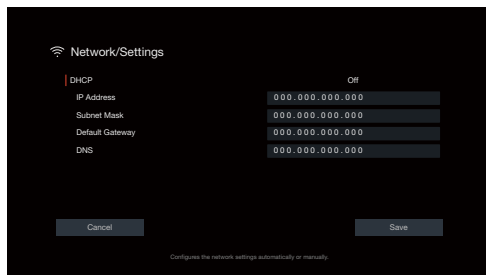 Network/Settings
DHCP Off
IP Address 000.000.000.000
Subnet Mask 000.000.000.000
Default Gateway 000.000.000.000
DNS 000.000.000.000
Cancel Save
Configures the network settings automatically or manually.